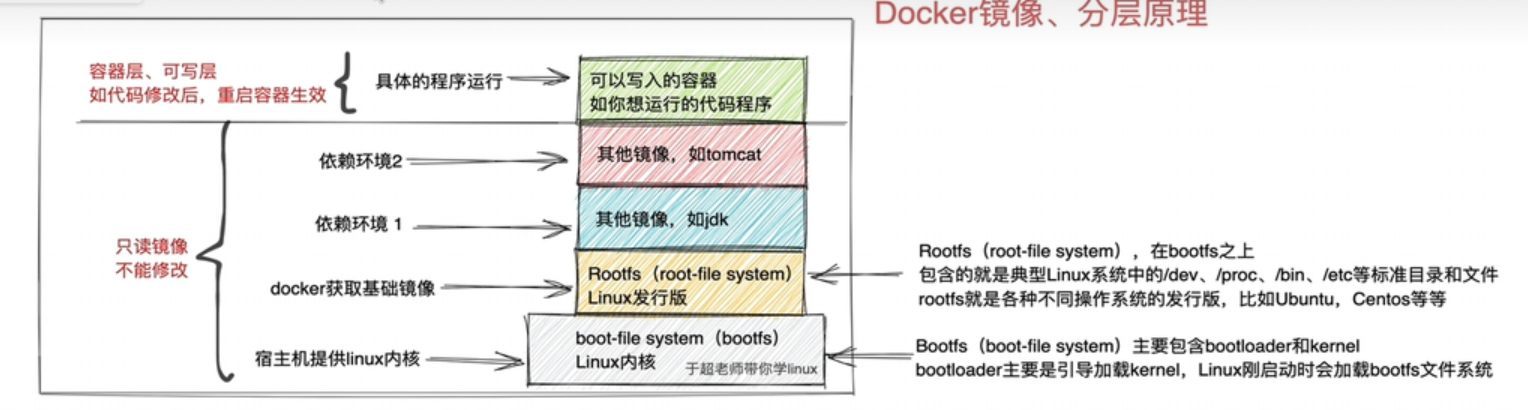 Docker镜像、分层原理
容器层、可写层
如代码修改后，重启容器生效
具体的程序运行
可以写入的容器
如你想运行的代码程序
依赖环境2
其他镜像，如tomcat
依赖环境 1
其他镜像，如jdk
只读镜像
不能修改
docker获取基础镜像
Rootfs（root-file system）
Linux发行版
Rootfs（root-file system），在bootfs之上
包含的就是典型Linux系统中的/dev、/proc、/bin、/etc等标准目录和文件
rootfs就是各种不同操作系统的发行版，比如Ubuntu，Centos等等
宿主机提供linux内核
boot-file system（bootfs）
Linux内核
于超老师带你学linux
Bootfs（boot-file system）主要包含bootloader和kernel
bootloader主要是引导加载kernel，Linux刚启动时会加载bootfs文件系统